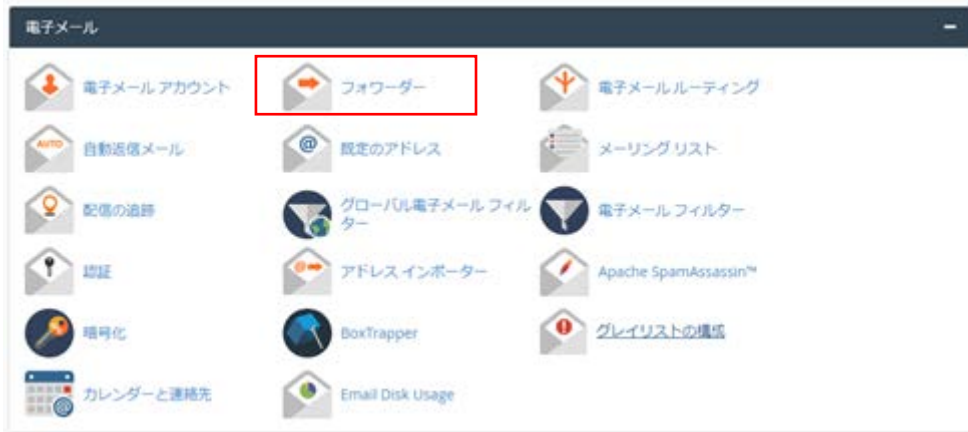 電子メール
電子メール アカウント
フォワーダー
電子メール ルーティング
AUTO
自動返信メール
@
既定のアドレス
メーリング リスト
配信の追跡
グローバル電子メール フィル
ター
電子メール フィルター
認証
アドレス インポーター
Apache SpamAssassin™
暗号化
BoxTrapper
グレイリストの構成
@
カレンダーと連絡先
Email Disk Usage